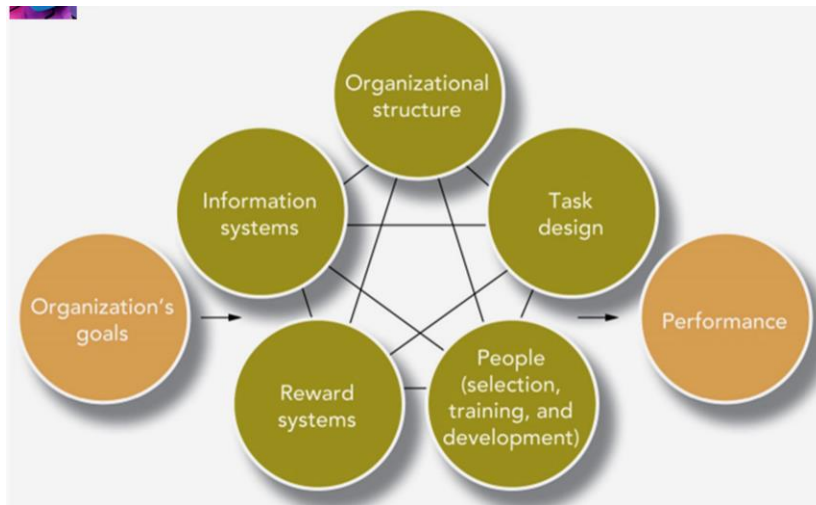 Organizational
structure
Information
systems
Task
design
Organization's
goals
Performance
Reward
systems
People
(selection,
training, and
development)